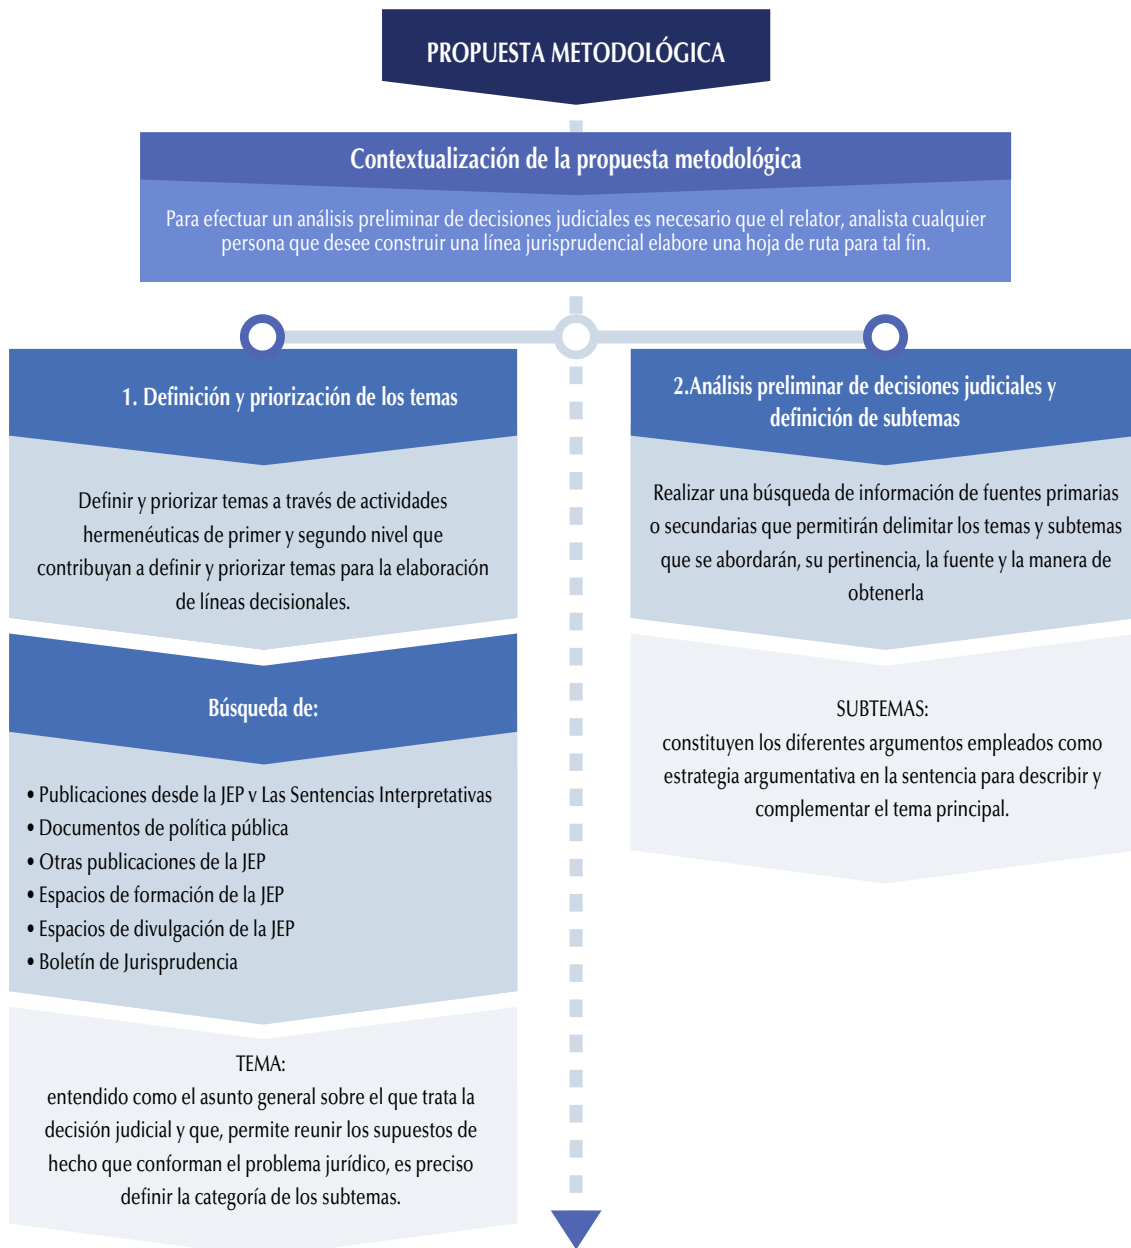 PROPUESTA METODOLÓGICA
Contextualización de la propuesta metodológica
Para efectuar un análisis preliminar de decisiones judiciales es necesario que el relator, analista cualquier
persona que desee construir una línea jurisprudencial elabore una hoja de ruta para tal fin.
1. Definición y priorización de los temas
Definir y priorizar temas a través de actividades
hermenéuticas de primer y segundo nivel que
contribuyan a definir y priorizar temas para la elaboración
de líneas decisionales.
Búsqueda de:
• Publicaciones desde la JEP v Las Sentencias Interpretativas
• Documentos de política pública
• Otras publicaciones de la JEP
• Espacios de formación de la JEP
• Espacios de divulgación de la JEP
• Boletín de Jurisprudencia
TEMA:
entendido como el asunto general sobre el que trata la
decisión judicial y que, permite reunir los supuestos de
hecho que conforman el problema jurídico, es preciso
definir la categoría de los subtemas.
2.Análisis preliminar de decisiones judiciales y
definición de subtemas
Realizar una búsqueda de información de fuentes primarias
o secundarias que permitirán delimitar los temas y subtemas
que se abordarán, su pertinencia, la fuente y la manera de
obtenerla
SUBTEMAS:
constituyen los diferentes argumentos empleados como
estrategia argumentativa en la sentencia para describir y
complementar el tema principal.